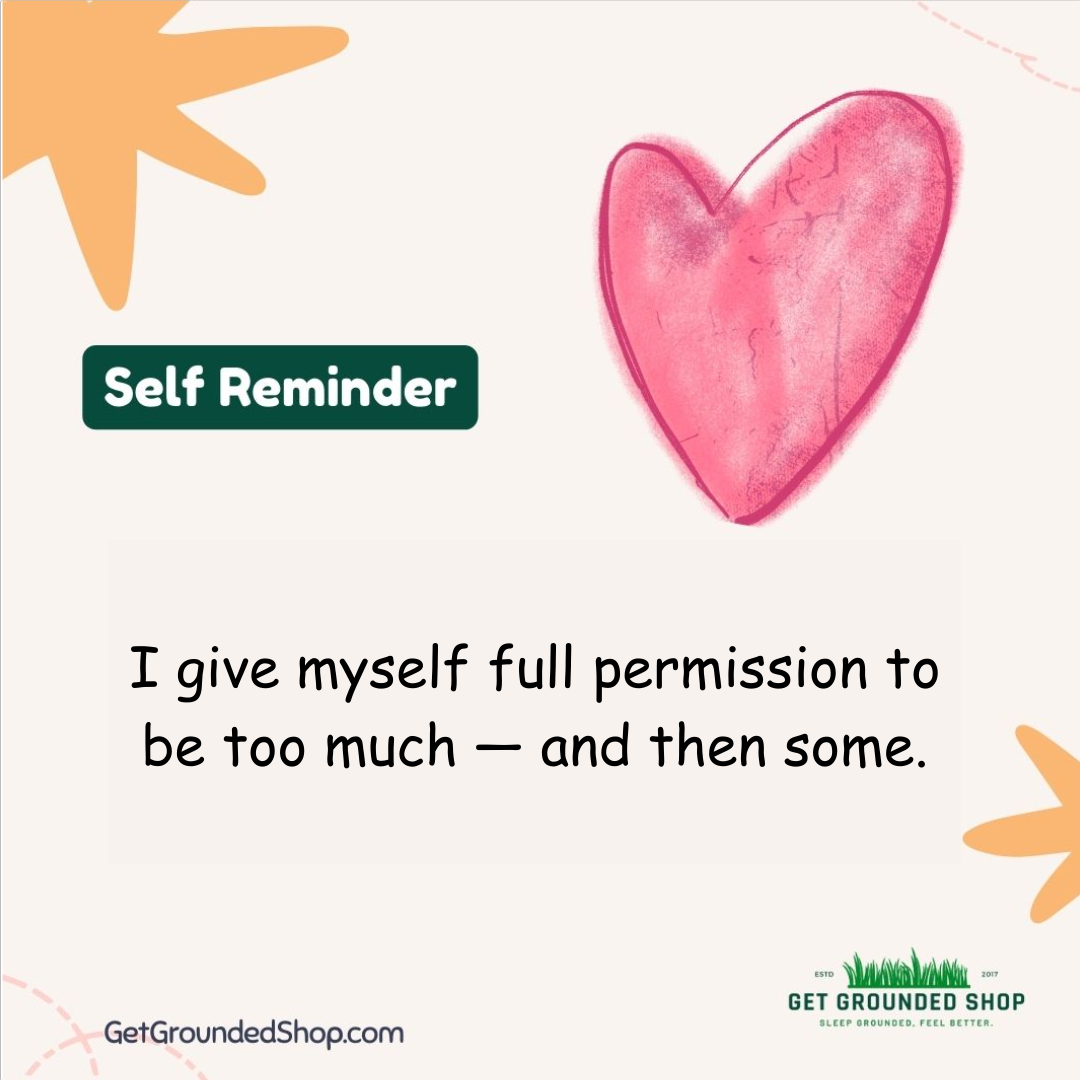 Self Reminder
I give myself full permission to
be too much — and then some.
ESTD 2017
GET GROUNDED SHOP
SLEEP GROUNDED, FEEL BETTER.
GetGroundedShop.com